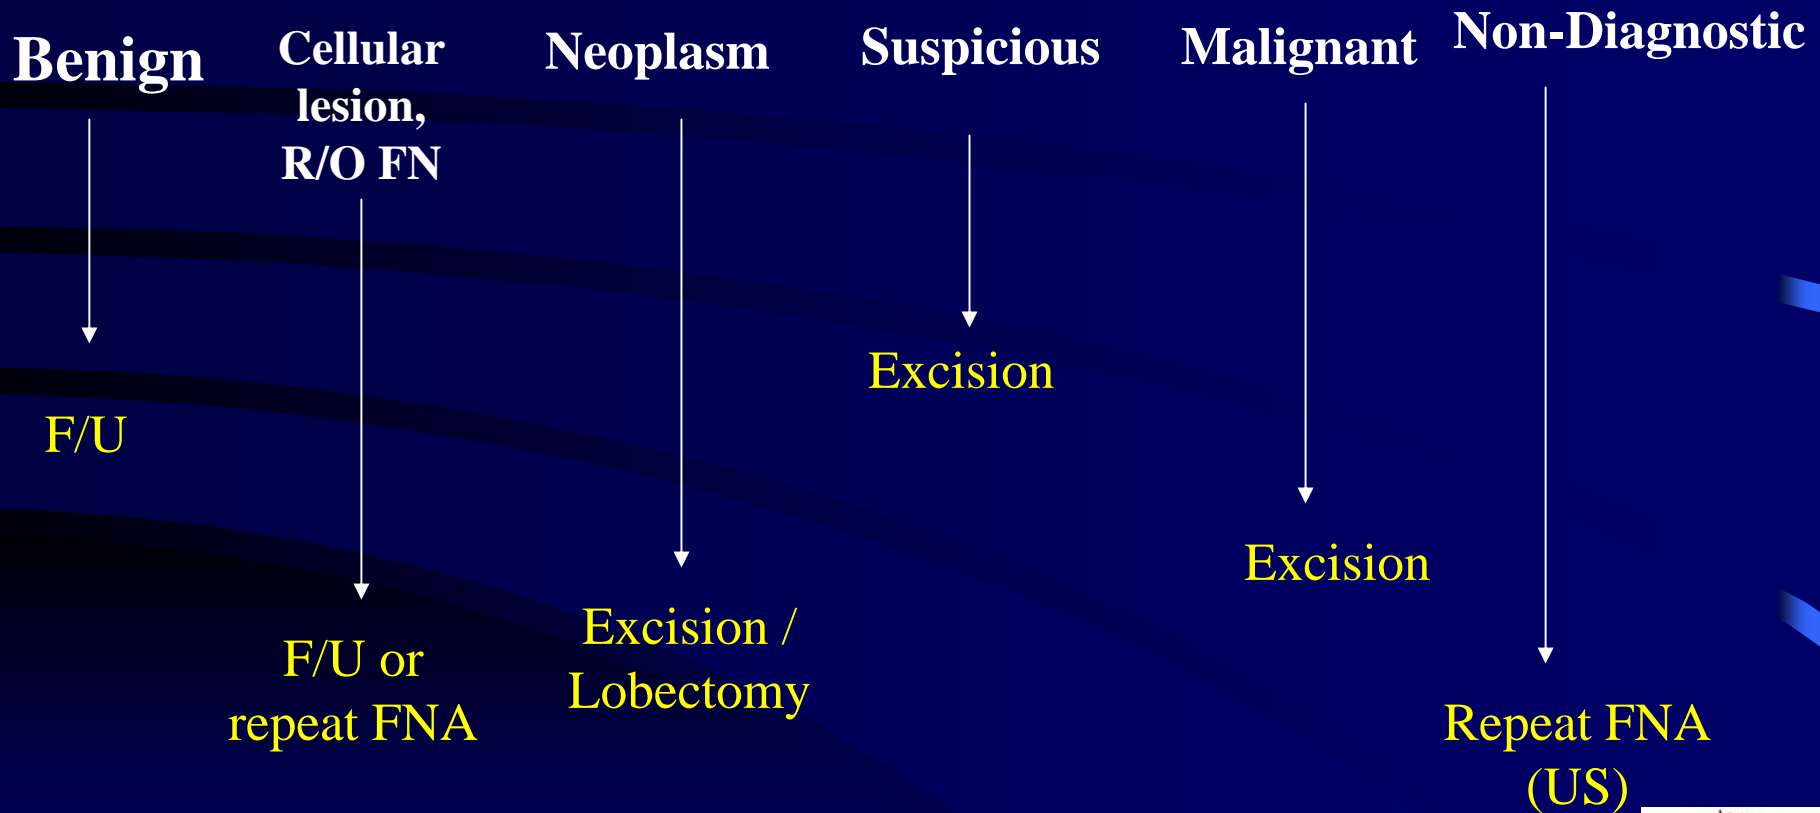 Benign
Cellular
lesion,
R/O FN
Neoplasm
Suspicious
Malignant
Non-Diagnostic
F/U
F/U or
repeat FNA
Excision /
Lobectomy
Excision
Excision
Repeat FNA
(US)